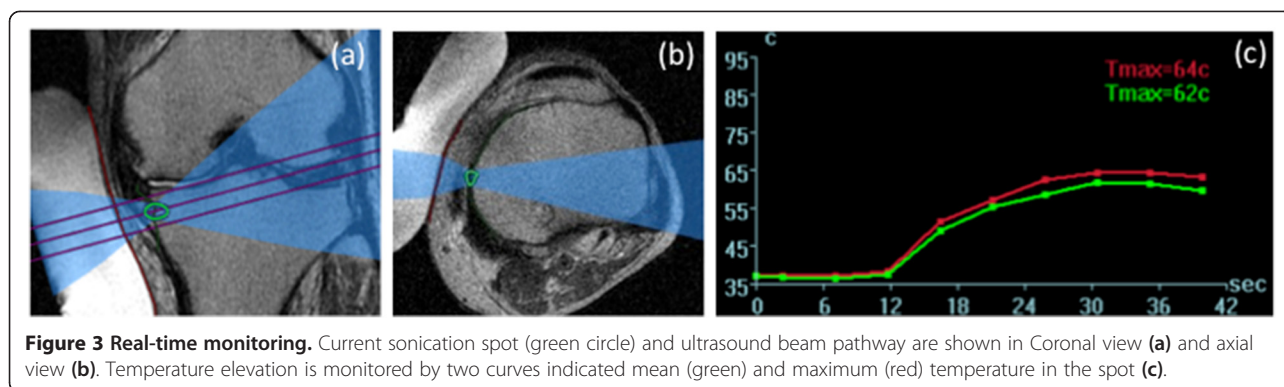 (a)
(b)
(c)
c
95
85
75
65
55
45
35
Tmax=64c
Tmax=62c
sec
0 6 12 18 24 30 36 42
Figure 3 Real-time monitoring. Current sonication spot (green circle) and ultrasound beam pathway are shown in Coronal view (a) and axial
view (b). Temperature elevation is monitored by two curves indicated mean (green) and maximum (red) temperature in the spot (c).